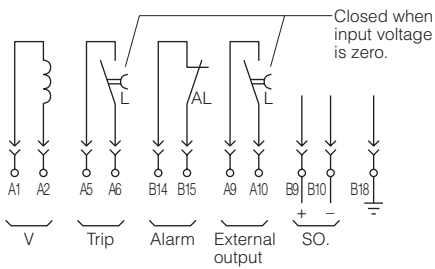 Closed when
input voltage
is zero.
L AL L
A1 A2 A5 A6 B14 B15 A9 A10 B9 B10 B18
+ −
V Trip Alarm External SO.
output